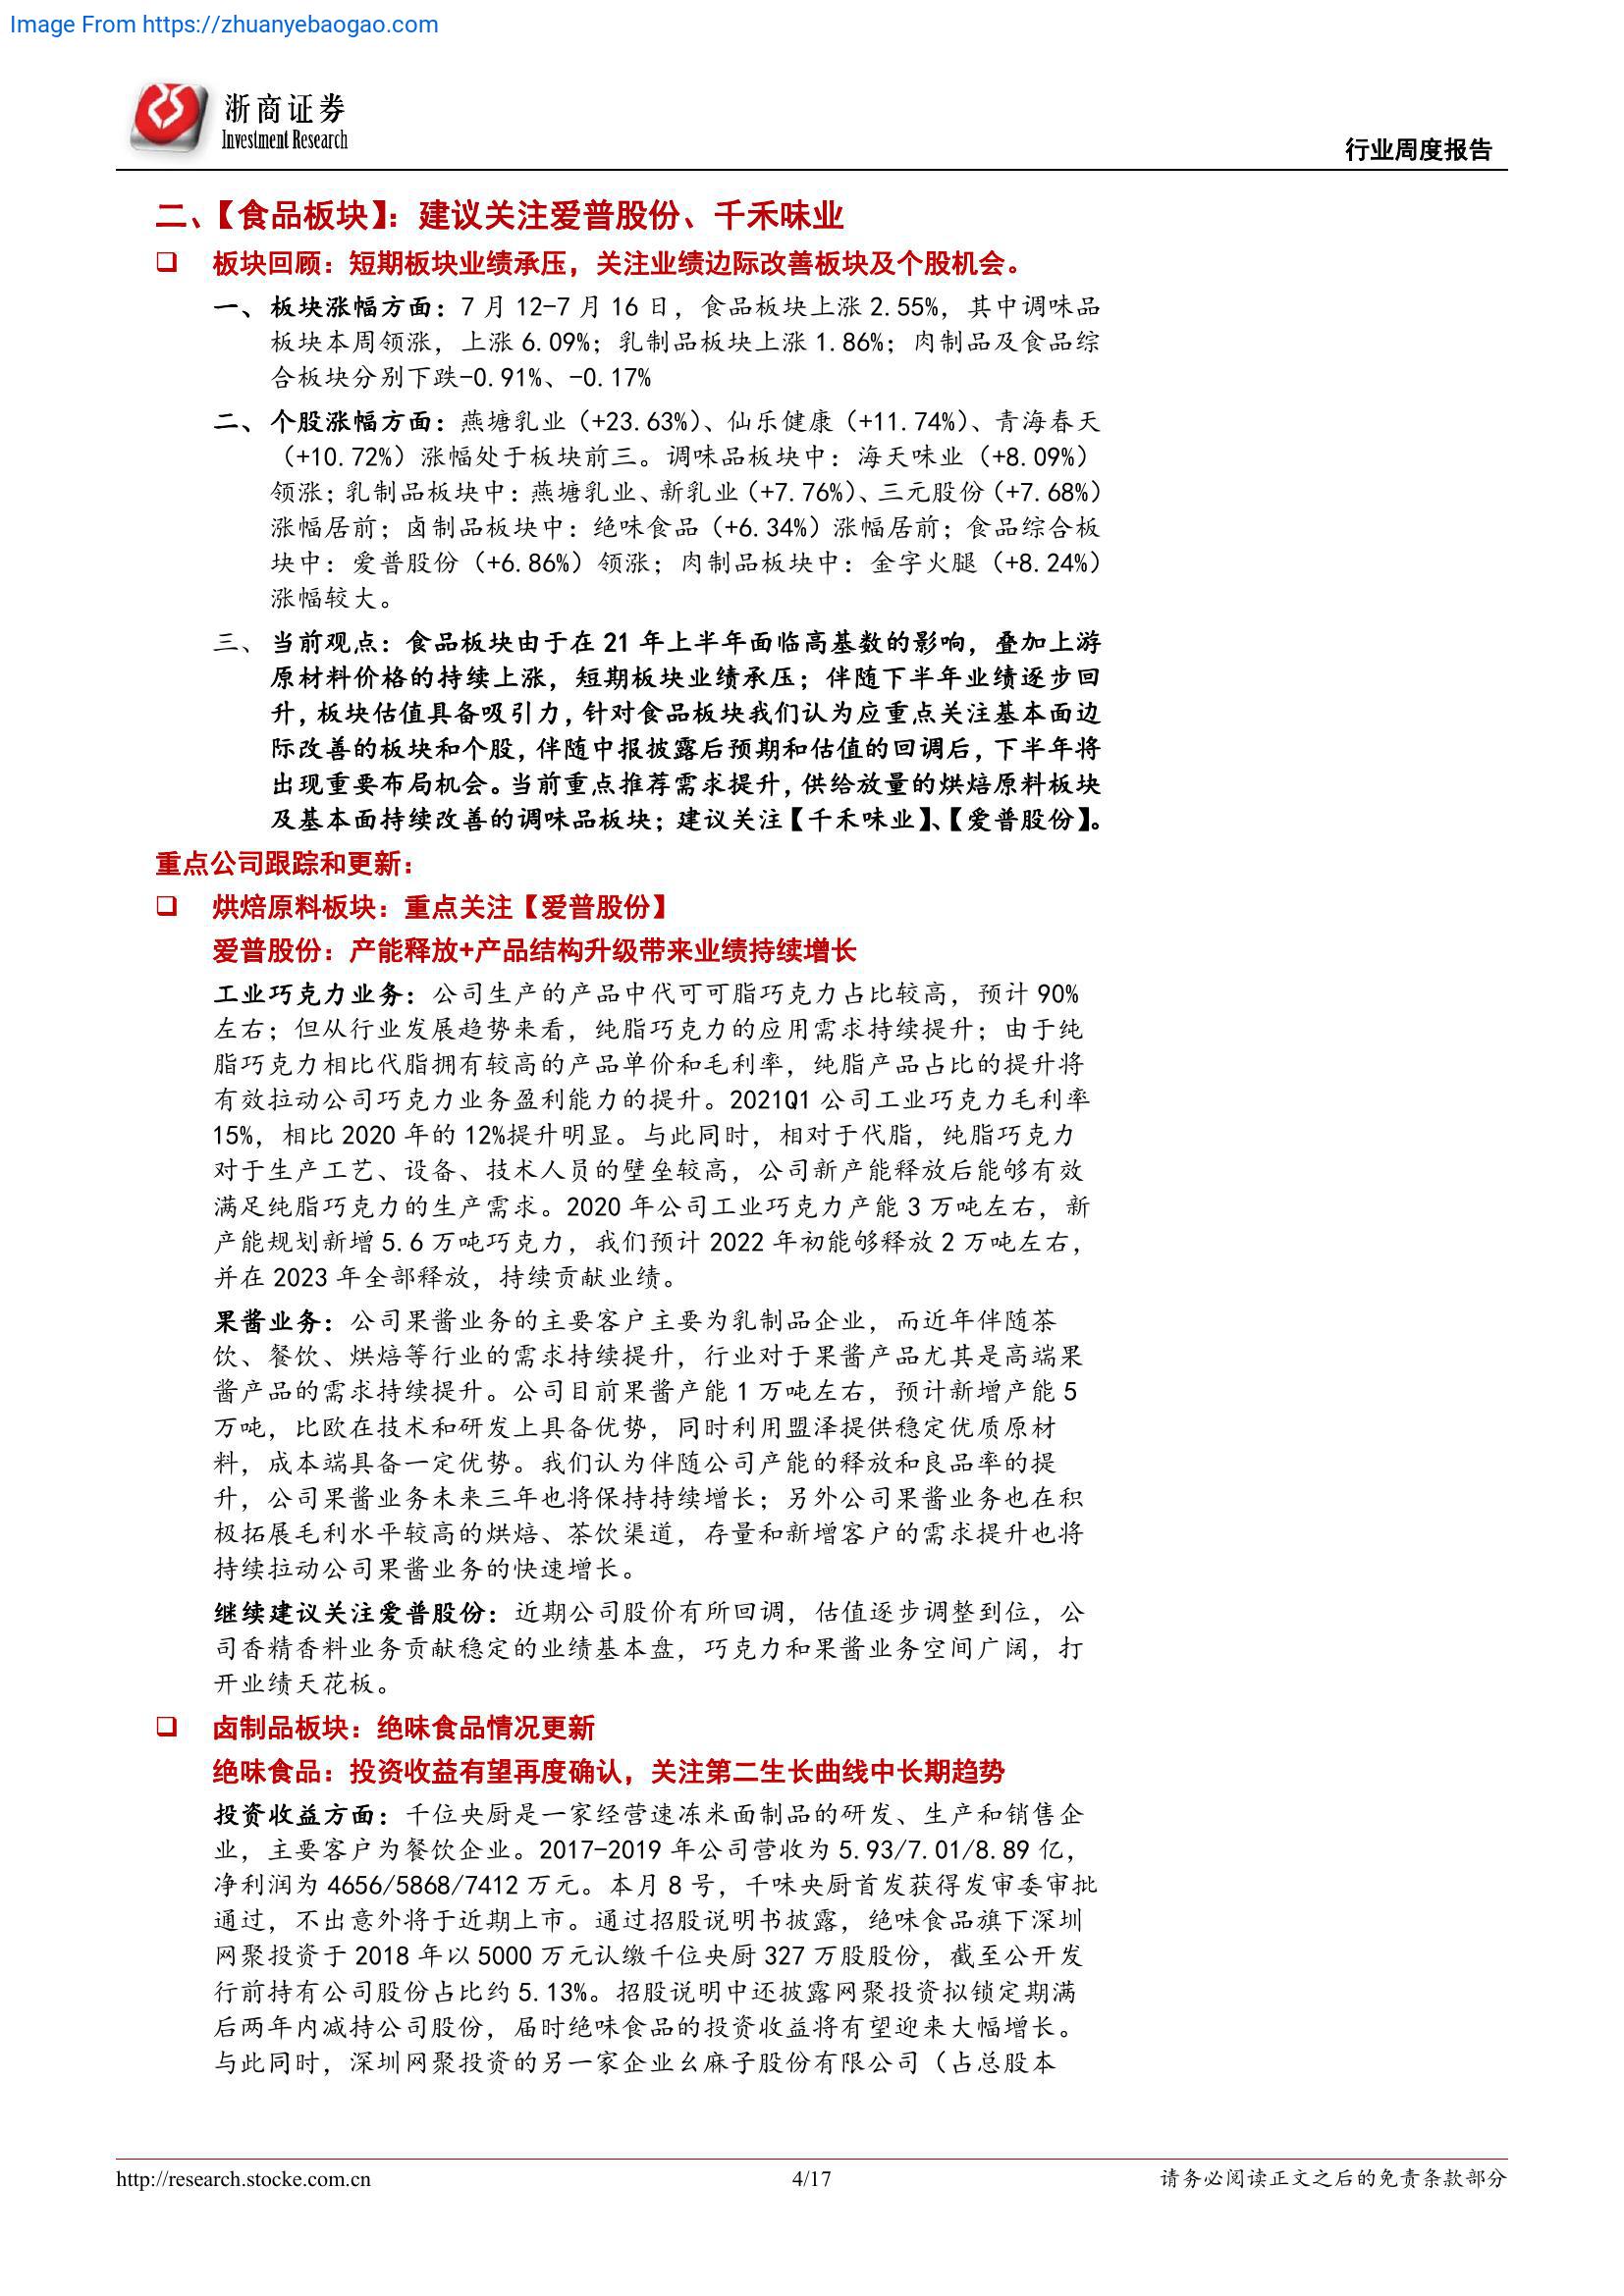 Image From https://zhuanyebaogao.com
浙商证券
Investment Research
行业周度报告
二、【食品板块】：建议关注爱普股份、千禾味业
❑ 板块回顾：短期板块业绩承压，关注业绩边际改善板块及个股机会。
一、 板块涨幅方面：7 月 12-7 月 16 日，食品板块上涨 2.55%，其中调味品
板块本周领涨，上涨 6.09%；乳制品板块上涨 1.86%；肉制品及食品综
合板块分别下跌-0.91%、-0.17%
二、 个股涨幅方面：燕塘乳业（+23.63%）、仙乐健康（+11.74%）、青海春天
（+10.72%）涨幅处于板块前三。调味品板块中：海天味业（+8.09%）
领涨；乳制品板块中：燕塘乳业、新乳业（+7.76%）、三元股份（+7.68%）
涨幅居前；卤制品板块中：绝味食品（+6.34%）涨幅居前；食品综合板
块中：爱普股份（+6.86%）领涨；肉制品板块中：金字火腿（+8.24%）
涨幅较大。
三、 当前观点：食品板块由于在 21 年上半年面临高基数的影响，叠加上游
原材料价格的持续上涨，短期板块业绩承压；伴随下半年业绩逐步回
升，板块估值具备吸引力，针对食品板块我们认为应重点关注基本面边
际改善的板块和个股，伴随中报披露后预期和估值的回调后，下半年将
出现重要布局机会。当前重点推荐需求提升，供给放量的烘焙原料板块
及基本面持续改善的调味品板块；建议关注【千禾味业】、【爱普股份】。
重点公司跟踪和更新：
❑ 烘焙原料板块：重点关注【爱普股份】
爱普股份：产能释放+产品结构升级带来业绩持续增长
工业巧克力业务：公司生产的产品中代可可脂巧克力占比较高，预计 90%
左右；但从行业发展趋势来看，纯脂巧克力的应用需求持续提升；由于纯
脂巧克力相比代脂拥有较高的产品单价和毛利率，纯脂产品占比的提升将
有效拉动公司巧克力业务盈利能力的提升。2021Q1 公司工业巧克力毛利率
15%，相比 2020 年的 12%提升明显。与此同时，相对于代脂，纯脂巧克力
对于生产工艺、设备、技术人员的壁垒较高，公司新产能释放后能够有效
满足纯脂巧克力的生产需求。2020 年公司工业巧克力产能 3 万吨左右，新
产能规划新增 5.6 万吨巧克力，我们预计 2022 年初能够释放 2 万吨左右，
并在 2023 年全部释放，持续贡献业绩。
果酱业务：公司果酱业务的主要客户主要为乳制品企业，而近年伴随茶
饮、餐饮、烘焙等行业的需求持续提升，行业对于果酱产品尤其是高端果
酱产品的需求持续提升。公司目前果酱产能 1 万吨左右，预计新增产能 5
万吨，比欧在技术和研发上具备优势，同时利用盟泽提供稳定优质原材
料，成本端具备一定优势。我们认为伴随公司产能的释放和良品率的提
升，公司果酱业务未来三年也将保持持续增长；另外公司果酱业务也在积
极拓展毛利水平较高的烘焙、茶饮渠道，存量和新增客户的需求提升也将
持续拉动公司果酱业务的快速增长。
继续建议关注爱普股份：近期公司股价有所回调，估值逐步调整到位，公
司香精香料业务贡献稳定的业绩基本盘，巧克力和果酱业务空间广阔，打
开业绩天花板。
❑ 卤制品板块：绝味食品情况更新
绝味食品：投资收益有望再度确认，关注第二生长曲线中长期趋势
投资收益方面：千位央厨是一家经营速冻米面制品的研发、生产和销售企
业，主要客户为餐饮企业。2017-2019 年公司营收为 5.93/7.01/8.89 亿，
净利润为 4656/5868/7412 万元。本月 8 号，千味央厨首发获得发审委审批
通过，不出意外将于近期上市。通过招股说明书披露，绝味食品旗下深圳
网聚投资于 2018 年以 5000 万元认缴千位央厨 327 万股股份，截至公开发
行前持有公司股份占比约 5.13%。招股说明中还披露网聚投资拟锁定期满
后两年内减持公司股份，届时绝味食品的投资收益将有望迎来大幅增长。
与此同时，深圳网聚投资的另一家企业幺麻子股份有限公司（占总股本
http://research.stocke.com.cn
4/17
请务必阅读正文之后的免责条款部分